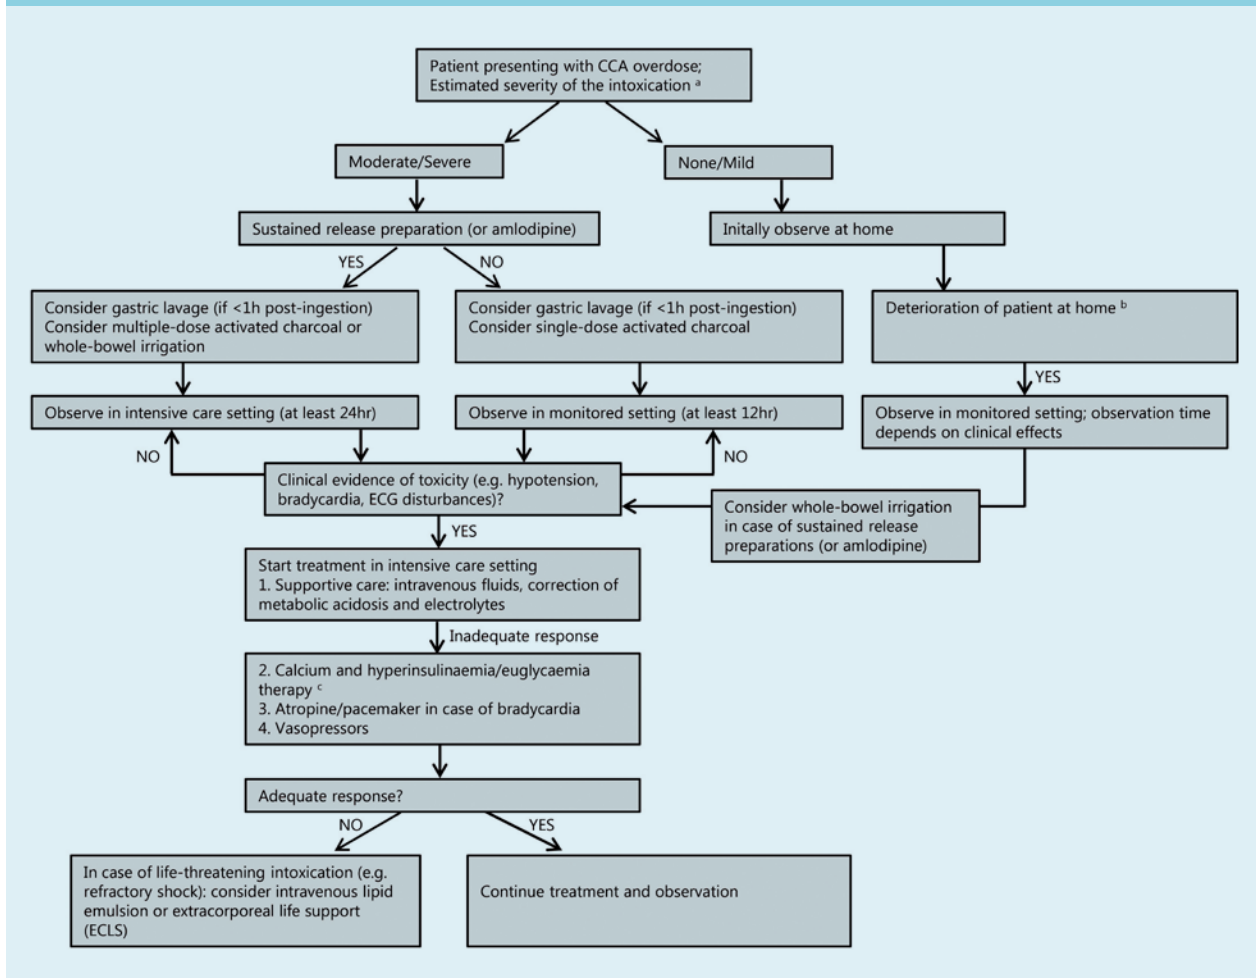 Patient presenting with CCA overdose;
Estimated severity of the intoxication a
Moderate/Severe
None/Mild
Sustained release preparation (or amlodipine)
Initally observe at home
YES
NO
Consider gastric lavage (if <1h post-ingestion)
Consider multiple-dose activated charcoal or
whole-bowel irrigation
Consider gastric lavage (if <1h post-ingestion)
Consider single-dose activated charcoal
Deterioration of patient at home b
YES
Observe in intensive care setting (at least 24hr)
Observe in monitored setting (at least 12hr)
Observe in monitored setting; observation time
depends on clinical effects
NO
NO
Clinical evidence of toxicity (e.g. hypotension,
bradycardia, ECG disturbances)?
Consider whole-bowel irrigation
in case of sustained release
preparations (or amlodipine)
YES
Start treatment in intensive care setting
1. Supportive care: intravenous fluids, correction of
metabolic acidosis and electrolytes
Inadequate response
2. Calcium and hyperinsulinaemia/euglycaemia
therapy c
3. Atropine/pacemaker in case of bradycardia
4. Vasopressors
Adequate response?
NO
YES
In case of life-threatening intoxication (e.g.
refractory shock): consider intravenous lipid
emulsion or extracorporeal life support
(ECLS)
Continue treatment and observation